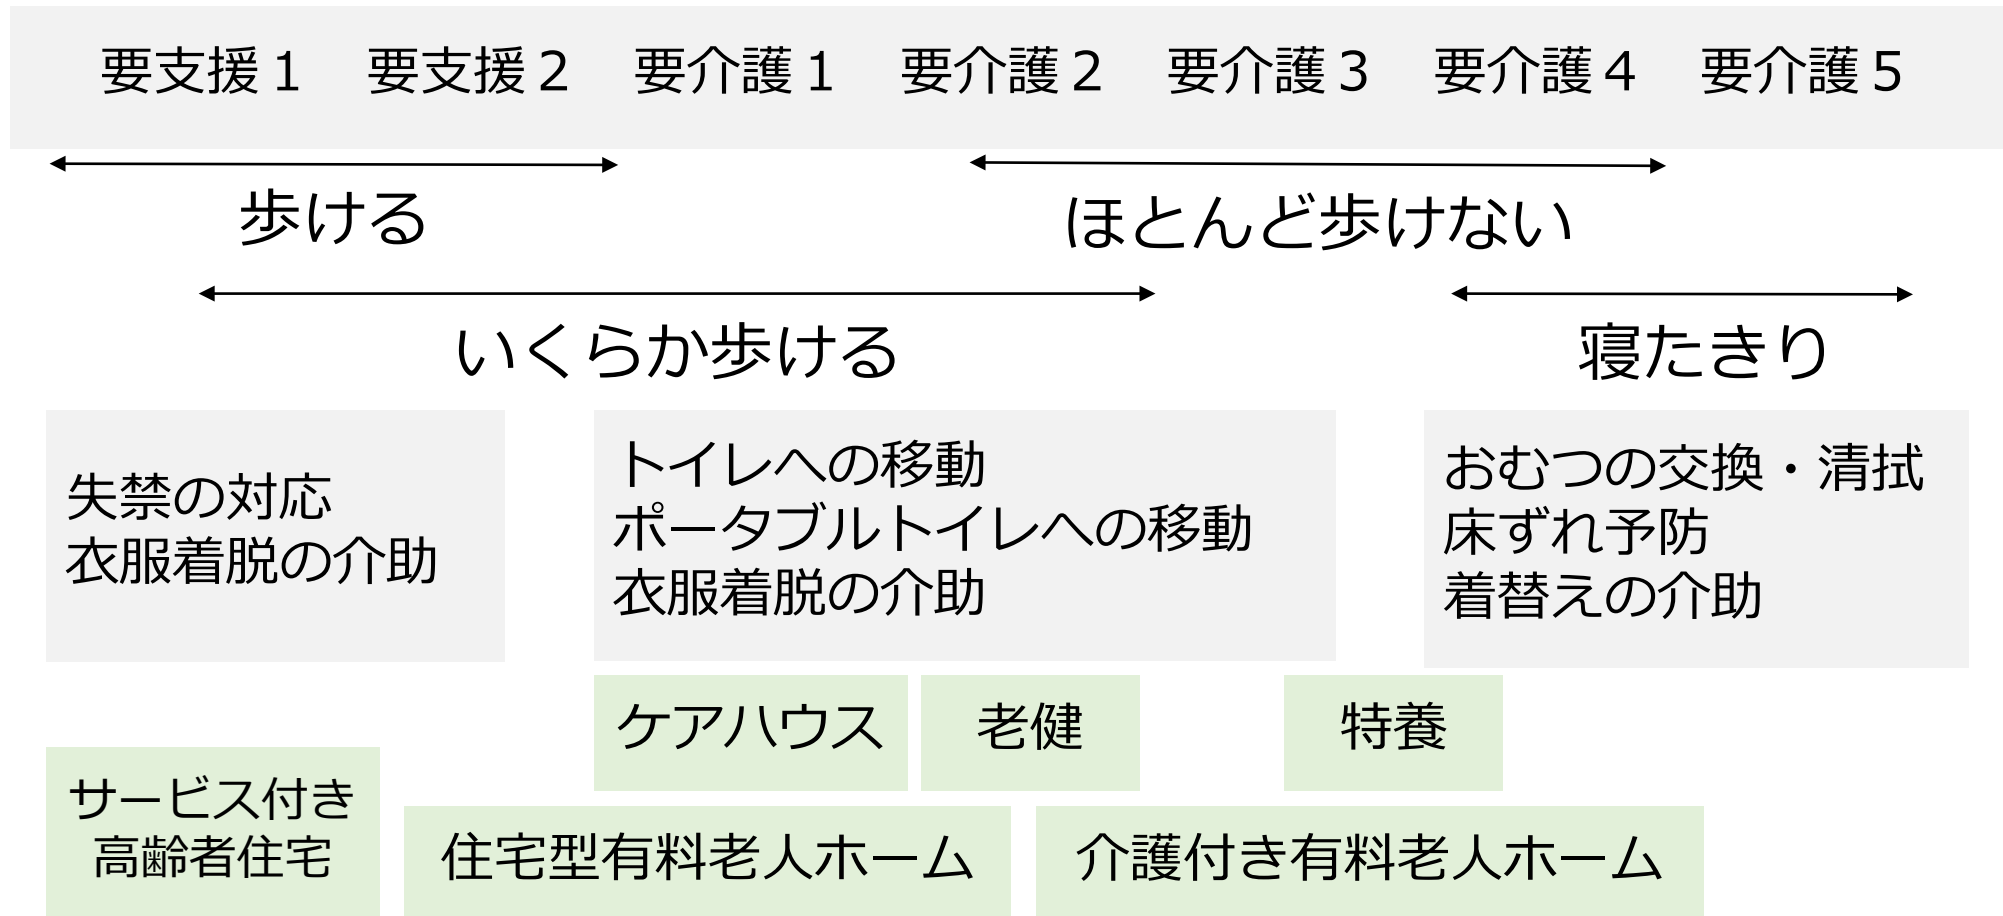 要支援１　要支援２　要介護１　要介護２　要介護３　要介護４　要介護５
歩ける
ほとんど歩けない
いくらか歩ける
寝たきり
失禁の対応
衣服着脱の介助
トイレへの移動
ポータブルトイレへの移動
衣服着脱の介助
おむつの交換・清拭
床ずれ予防
着替えの介助
ケアハウス
老健
特養
サービス付き
高齢者住宅
住宅型有料老人ホーム
介護付き有料老人ホーム